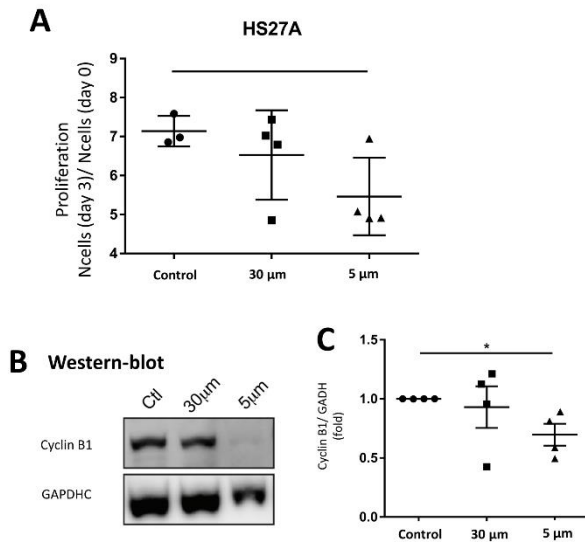 A
HS27A
Proliferation
Ncells (day 3)/ Ncells (day 0)
9
8
7
6
5
4
Control 30 µm 5 µm
B Western-blot
Ctl 30µm 5µm
Cyclin B1
GAPDHC
C
*
Cyclin B1/ GADH
(fold)
1.5
1.0
0.5
0.0
Control 30 µm 5 µm